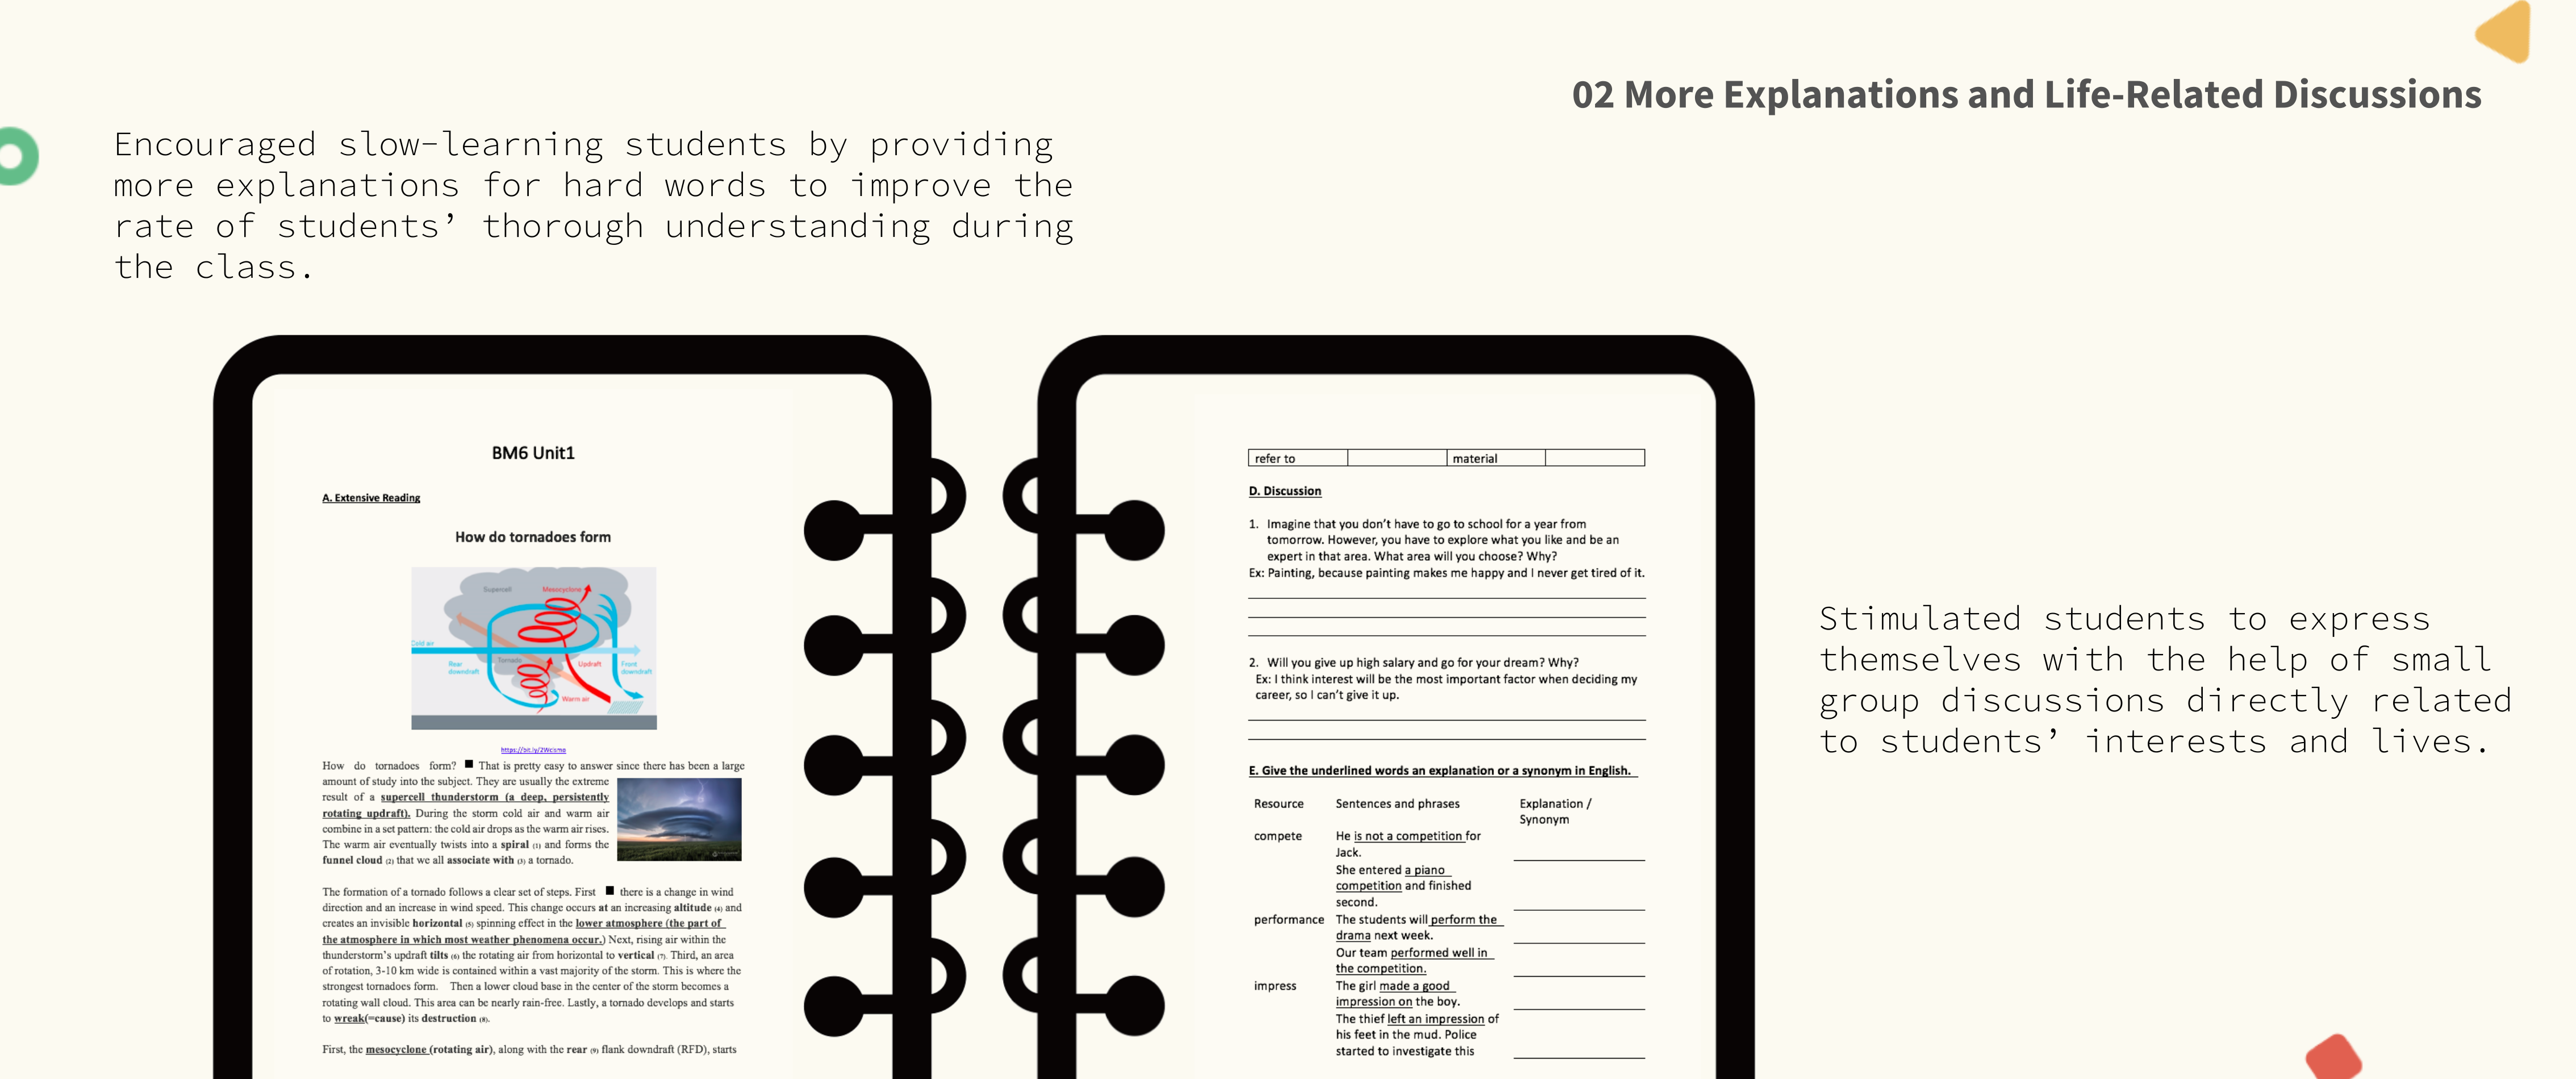 02 More Explanations and Life-Related Discussions
Encouraged slow-learning students by providing
more explanations for hard words to improve the
rate of students’ thorough understanding during
the class.
BM6 Unit1
A. Extensive Reading
How do tornadoes form
Supercell
Mesocyclone
Cold air
Tornado
Rear
downdraft
Updraft
Front
downdraft
Warm air
How do tornadoes form? ■ That is pretty easy to answer since there has been a large
amount of study into the subject. They are usually the extreme
result of a supercell thunderstorm (a deep, persistently
rotating updraft). During the storm cold air and warm air
combine in a set pattern: the cold air drops as the warm air rises.
The warm air eventually twists into a spiral (1) and forms the
funnel cloud (2) that we all associate with (3) a tornado.
The formation of a tornado follows a clear set of steps. First ■ there is a change in wind
direction and an increase in wind speed. This change occurs at an increasing altitude (4) and
creates an invisible horizontal (5) spinning effect in the lower atmosphere (the part of
the atmosphere in which most weather phenomena occur.) Next, rising air within the
thunderstorm’s updraft tilts (6) the rotating air from horizontal to vertical (7). Third, an area
of rotation, 3-10 km wide is contained within a vast majority of the storm. This is where the
strongest tornadoes form. Then a lower cloud base in the center of the storm becomes a
rotating wall cloud. This area can be nearly rain-free. Lastly, a tornado develops and starts
to wreak(=cause) its destruction (8).
First, the mesocyclone (rotating air), along with the rear (9) flank downdraft (RFD), starts
refer to material
D. Discussion
1. Imagine that you don’t have to go to school for a year from
tomorrow. However, you have to explore what you like and be an
expert in that area. What area will you choose? Why?
Ex: Painting, because painting makes me happy and I never get tired of it.
2. Will you give up high salary and go for your dream? Why?
Ex: I think interest will be the most important factor when deciding my
career, so I can’t give it up.
E. Give the underlined words an explanation or a synonym in English.
Resource Sentences and phrases Explanation /
Synonym
compete He is not a competition for
Jack.
She entered a piano
competition and finished
second.
performance The students will perform the
drama next week.
Our team performed well in
the competition.
impress The girl made a good
impression on the boy.
The thief left an impression of
his feet in the mud. Police
started to investigate this
Stimulated students to express
themselves with the help of small
group discussions directly related
to students’ interests and lives.